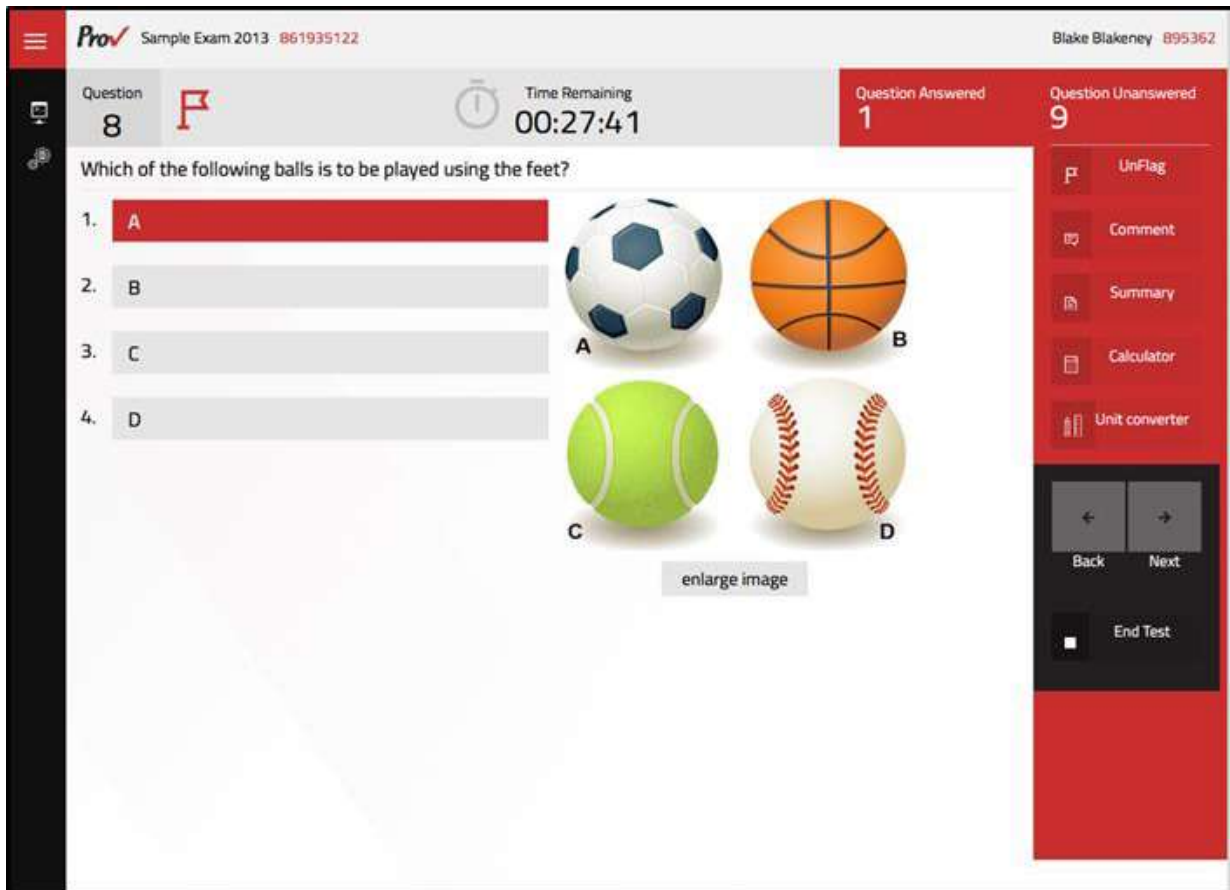 Prov Sample Exam 2013 861935122
Blake Blakeney 895362
Question
8
Time Remaining
00:27:41
Question Answered
1
Question Unanswered
9
Which of the following balls is to be played using the feet?
1. A
2. B
3. C
4. D
A
B
C
D
enlarge image
UnFlag
Comment
Summary
Calculator
Unit converter
Back
Next
End Test